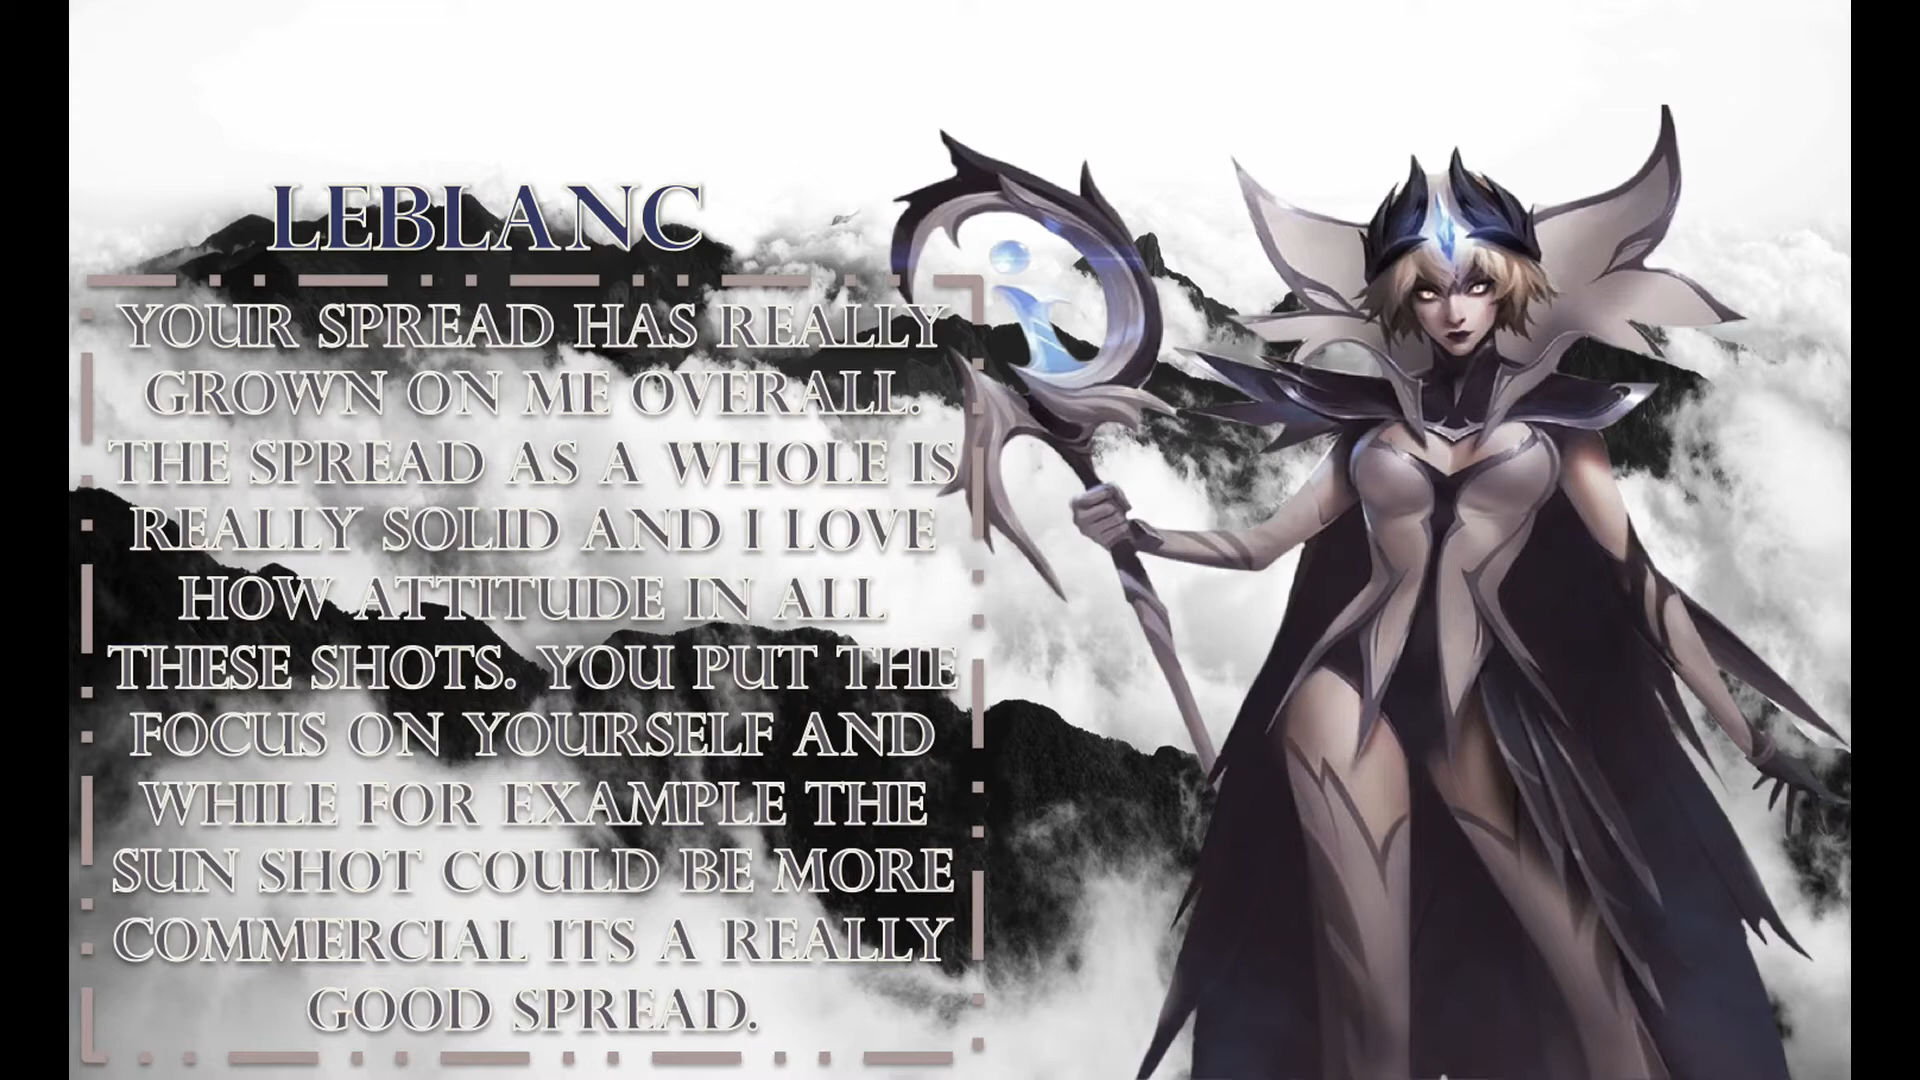 LEBLANC
YOUR SPREAD HAS REALLY
GROWN ON ME OVERALL.
THE SPREAD AS A WHOLE IS
REALLY SOLID AND I LOVE
HOW ATTITUDE IN ALL
THESE SHOTS. YOU PUT THE
FOCUS ON YOURSELF AND
WHILE FOR EXAMPLE THE
SUN SHOT COULD BE MORE
COMMERCIAL ITS A REALLY
GOOD SPREAD.